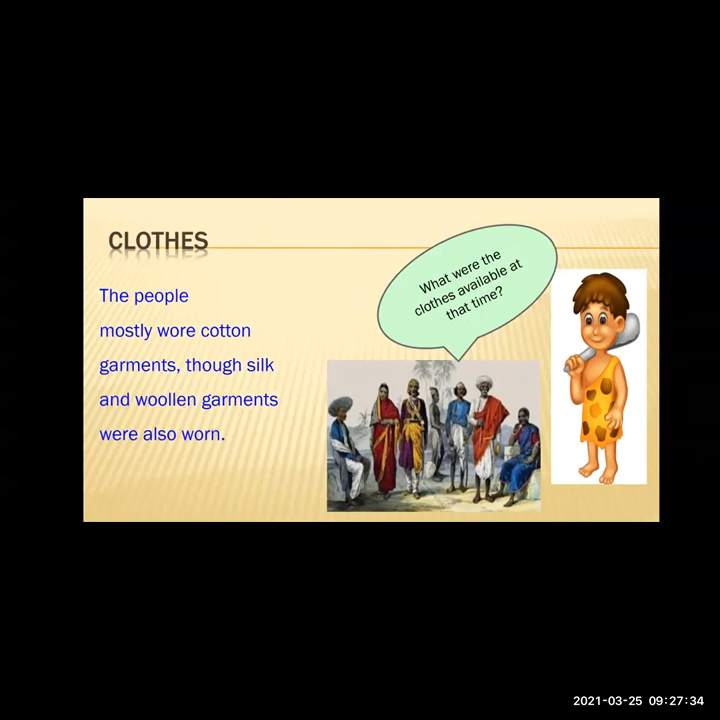 CLOTHES
What were the
clothes available at
that time?
The people
mostly wore cotton
garments, though silk
and woollen garments
were also worn.
2021-03-25 09:27:34